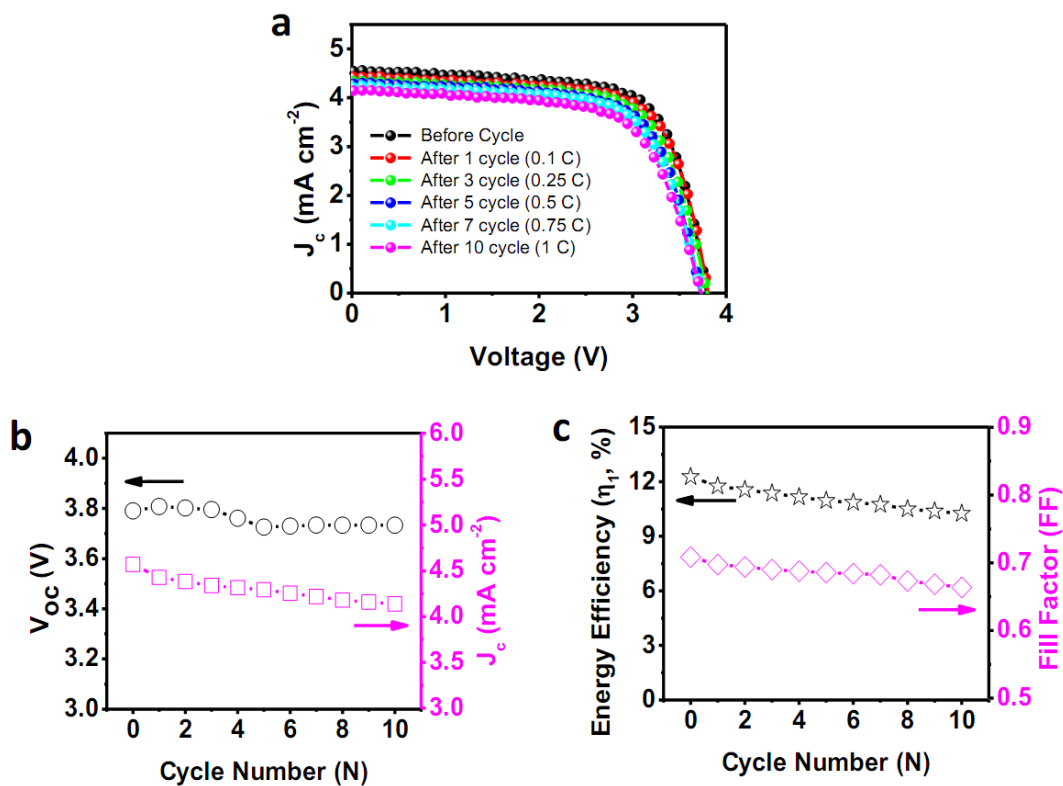 a
5
4
3
2
1
0
J_c (mA cm⁻²)
Before Cycle
After 1 cycle (0.1 C)
After 3 cycle (0.25 C)
After 5 cycle (0.5 C)
After 7 cycle (0.75 C)
After 10 cycle (1 C)
0 1 2 3 4
Voltage (V)
b
4.0
3.8
3.6
3.4
3.2
3.0
V_OC (V)
6.0
5.5
5.0
4.5
4.0
3.5
3.0
J_c (mA cm⁻²)
0 2 4 6 8 10
Cycle Number (N)
c
15
12
9
6
3
0
Energy Efficiency (η₁, %)
0.9
0.8
0.7
0.6
0.5
Fill Factor (FF)
0 2 4 6 8 10
Cycle Number (N)